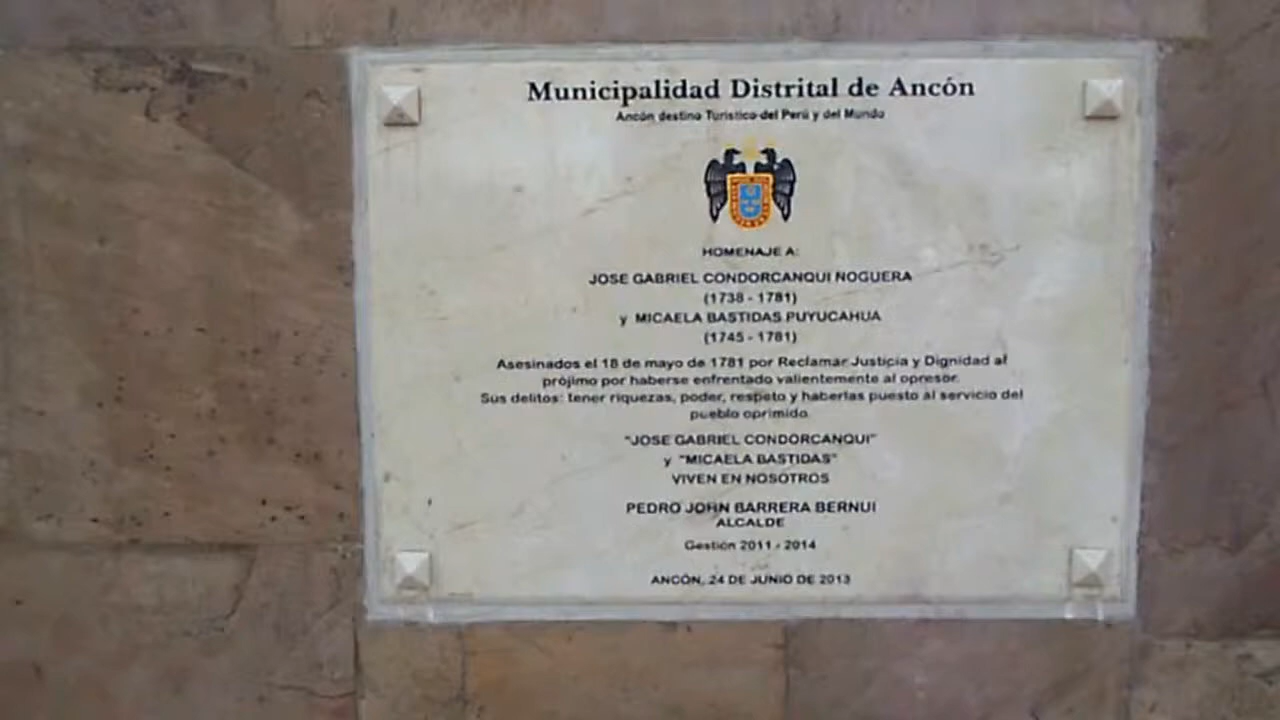 Municipalidad Distrital de Ancón
Ancón destino Turistico del Perú y del Mundo
HOMENAJE A:
JOSE GABRIEL CONDORCANQUI NOGUERA
(1738 - 1781)
y MICAELA BASTIDAS PUYUCAHUA
(1745 - 1781)
Asesinados el 18 de mayo de 1781 por Reclamar Justicia y Dignidad al
prójimo por haberse enfrentado valientemente al opresor.
Sus delitos: tener riquezas, poder, respeto y haberlas puesto al servicio del
pueblo oprimido.
"JOSE GABRIEL CONDORCANQUI"
y "MICAELA BASTIDAS"
VIVEN EN NOSOTROS
PEDRO JOHN BARRERA BERNUI
ALCALDE
Gestión 2011 - 2014
ANCÓN, 24 DE JUNIO DE 2013